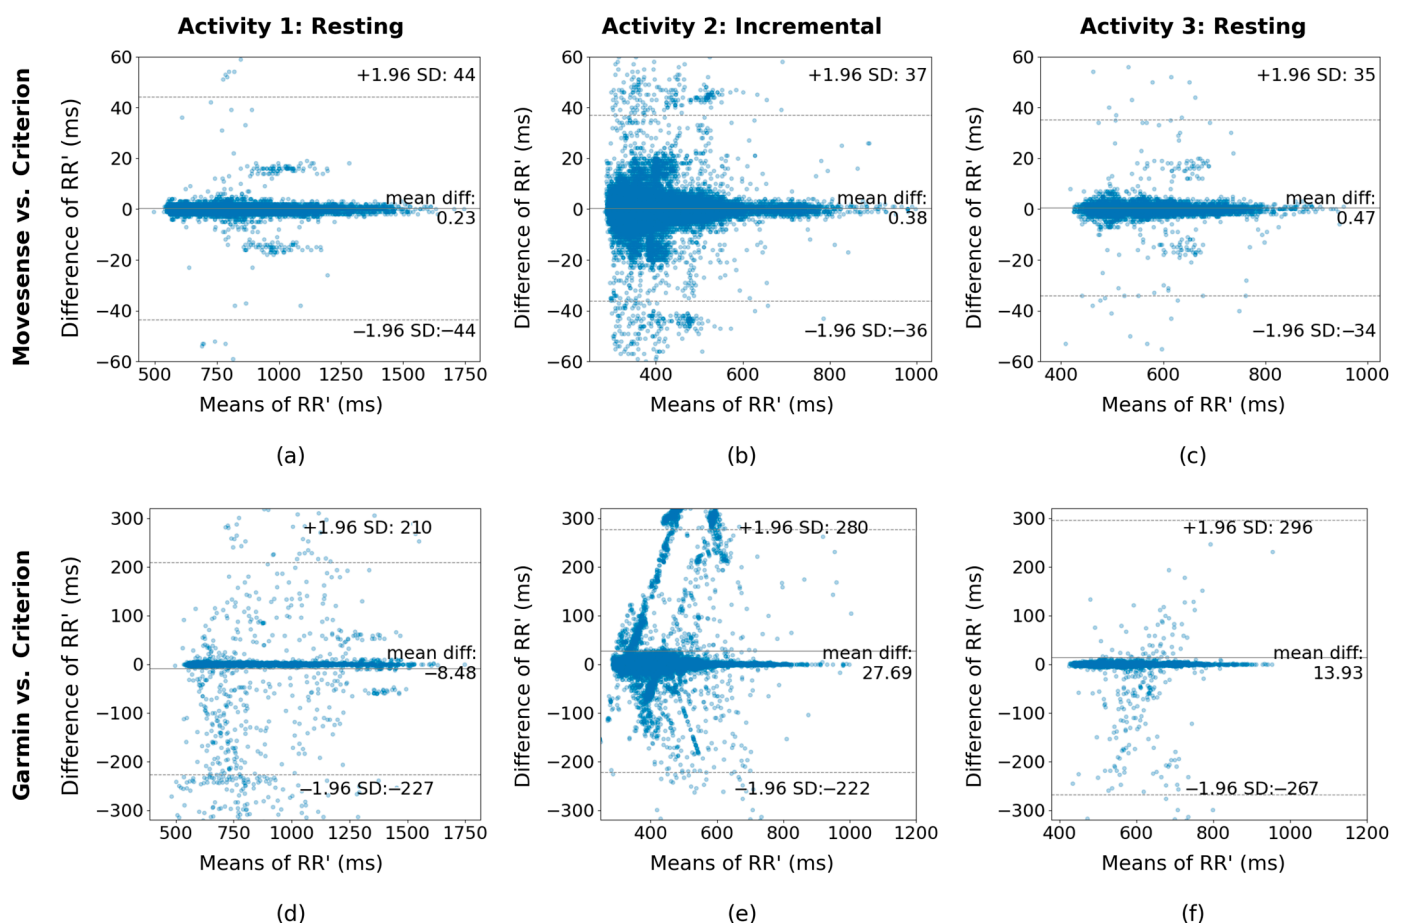 Activity 1: Resting
Activity 2: Incremental
Activity 3: Resting
Movesense vs. Criterion
Difference of RR' (ms)
60
40
20
0
−20
−40
−60
+1.96 SD: 44
mean diff:
0.23
−1.96 SD:−44
500 750 1000 1250 1500 1750
Means of RR' (ms)
(a)
Difference of RR' (ms)
60
40
20
0
−20
−40
−60
+1.96 SD: 37
mean diff:
0.38
−1.96 SD:−36
400 600 800 1000
Means of RR' (ms)
(b)
Difference of RR' (ms)
60
40
20
0
−20
−40
−60
+1.96 SD: 35
mean diff:
0.47
−1.96 SD:−34
400 600 800 1000
Means of RR' (ms)
(c)
Garmin vs. Criterion
Difference of RR' (ms)
300
200
100
0
−100
−200
−300
+1.96 SD: 210
mean diff:
−8.48
−1.96 SD:−227
500 750 1000 1250 1500 1750
Means of RR' (ms)
(d)
Difference of RR' (ms)
300
200
100
0
−100
−200
−300
+1.96 SD: 280
mean diff:
27.69
−1.96 SD:−222
400 600 800 1000 1200
Means of RR' (ms)
(e)
Difference of RR' (ms)
300
200
100
0
−100
−200
−300
+1.96 SD: 296
mean diff:
13.93
−1.96 SD:−267
400 600 800 1000 1200
Means of RR' (ms)
(f)